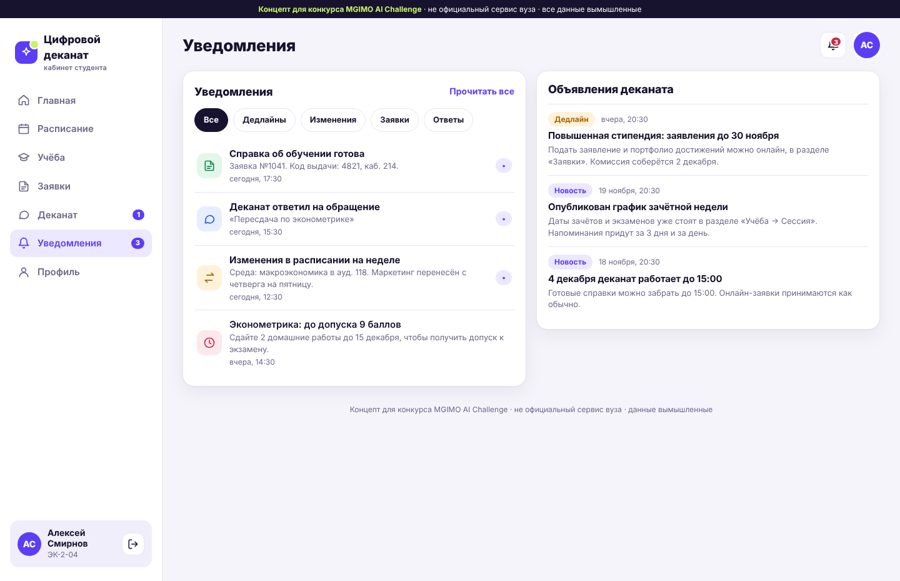 Концепт для конкурса MGIMO AI Challenge · не официальный сервис вуза · все данные вымышленные
Цифровой
деканат
кабинет студента
Главная
Расписание
Учёба
Заявки
Деканат 1
Уведомления 3
Профиль
АС
Алексей
Смирнов
ЭК-2-04
Уведомления
3
АС
Уведомления
Прочитать все
Все
Дедлайны
Изменения
Заявки
Ответы
Справка об обучении готова
Заявка №1041. Код выдачи: 4821, каб. 214.
сегодня, 17:30
Деканат ответил на обращение
«Пересдача по эконометрике»
сегодня, 15:30
Изменения в расписании на неделе
Среда: макроэкономика в ауд. 118. Маркетинг перенесён с
четверга на пятницу.
сегодня, 12:30
Эконометрика: до допуска 9 баллов
Сдайте 2 домашние работы до 15 декабря, чтобы получить допуск к
экзамену.
вчера, 14:30
Объявления деканата
Дедлайн вчера, 20:30
Повышенная стипендия: заявления до 30 ноября
Подать заявление и портфолио достижений можно онлайн, в разделе
«Заявки». Комиссия соберётся 2 декабря.
Новость 19 ноября, 20:30
Опубликован график зачётной недели
Даты зачётов и экзаменов уже стоят в разделе «Учёба → Сессия».
Напоминания придут за 3 дня и за день.
Новость 18 ноября, 20:30
4 декабря деканат работает до 15:00
Готовые справки можно забрать до 15:00. Онлайн-заявки принимаются как
обычно.
Концепт для конкурса MGIMO AI Challenge · не официальный сервис вуза · данные вымышленные